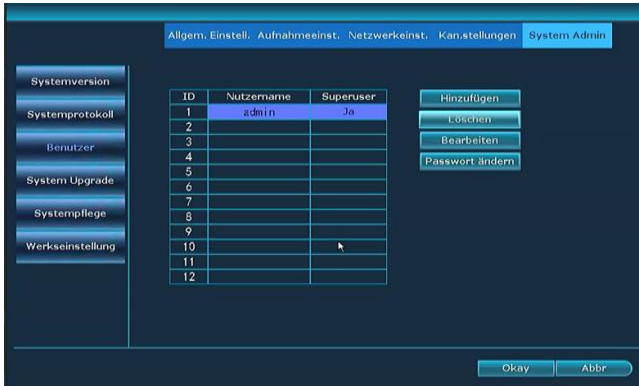 Allgem. Einstell. Aufnahmeeinst. Netzwerkeinst. Kan.stellungen System Admin
Systemversion
Systemprotokoll
Benutzer
System Upgrade
Systempflege
Werkseinstellung
ID Nutzername Superuser
1 admin Ja
2
3
4
5
6
7
8
9
10
11
12
Hinzufügen
Löschen
Bearbeiten
Passwort ändern
Okay Abbr